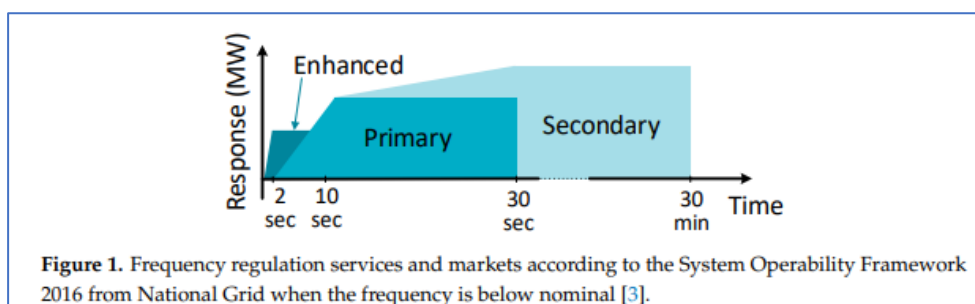 Response (MW)
Enhanced
Primary
Secondary
2 sec
10 sec
30 sec
30 min
Time
Figure 1. Frequency regulation services and markets according to the System Operability Framework
2016 from National Grid when the frequency is below nominal [3].